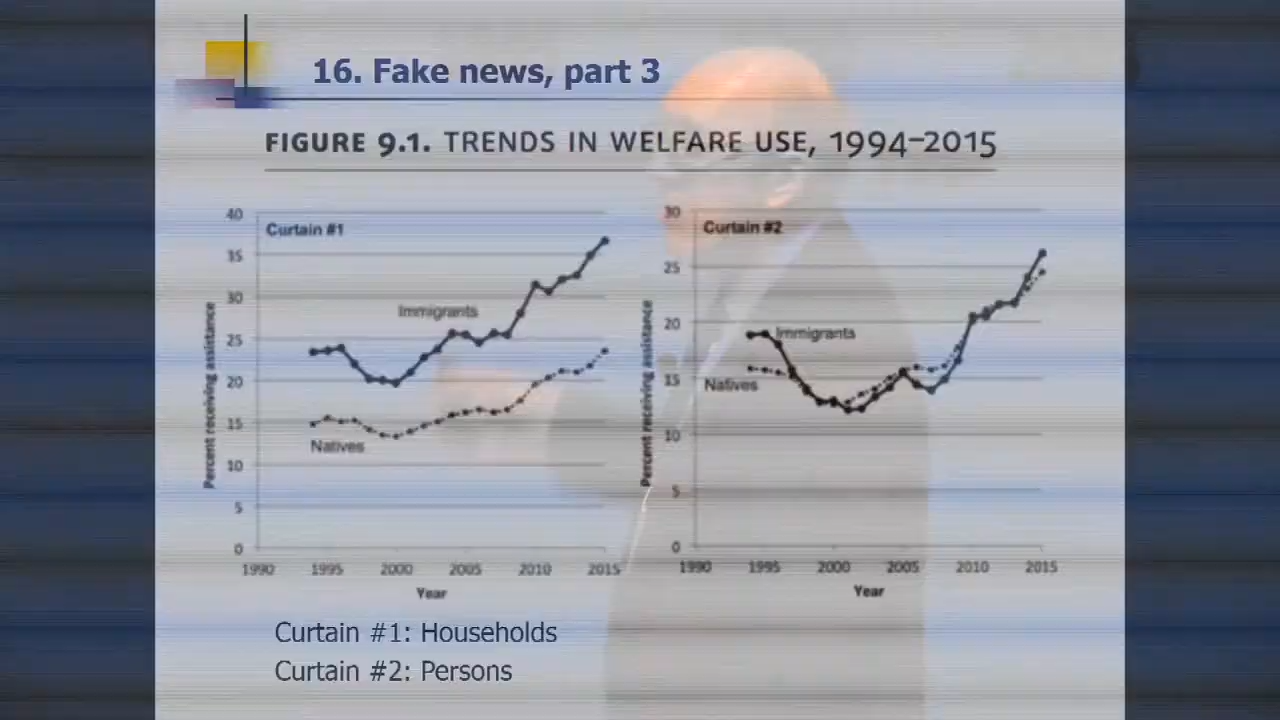 16. Fake news, part 3
FIGURE 9.1. TRENDS IN WELFARE USE, 1994–2015
40
35
30
25
20
15
10
5
0
Curtain #1
Immigrants
Natives
Percent receiving assistance
1990 1995 2000 2005 2010 2015
Year
30
25
20
15
10
5
0
Curtain #2
Immigrants
Natives
Percent receiving assistance
1990 1995 2000 2005 2010 2015
Year
Curtain #1: Households
Curtain #2: Persons